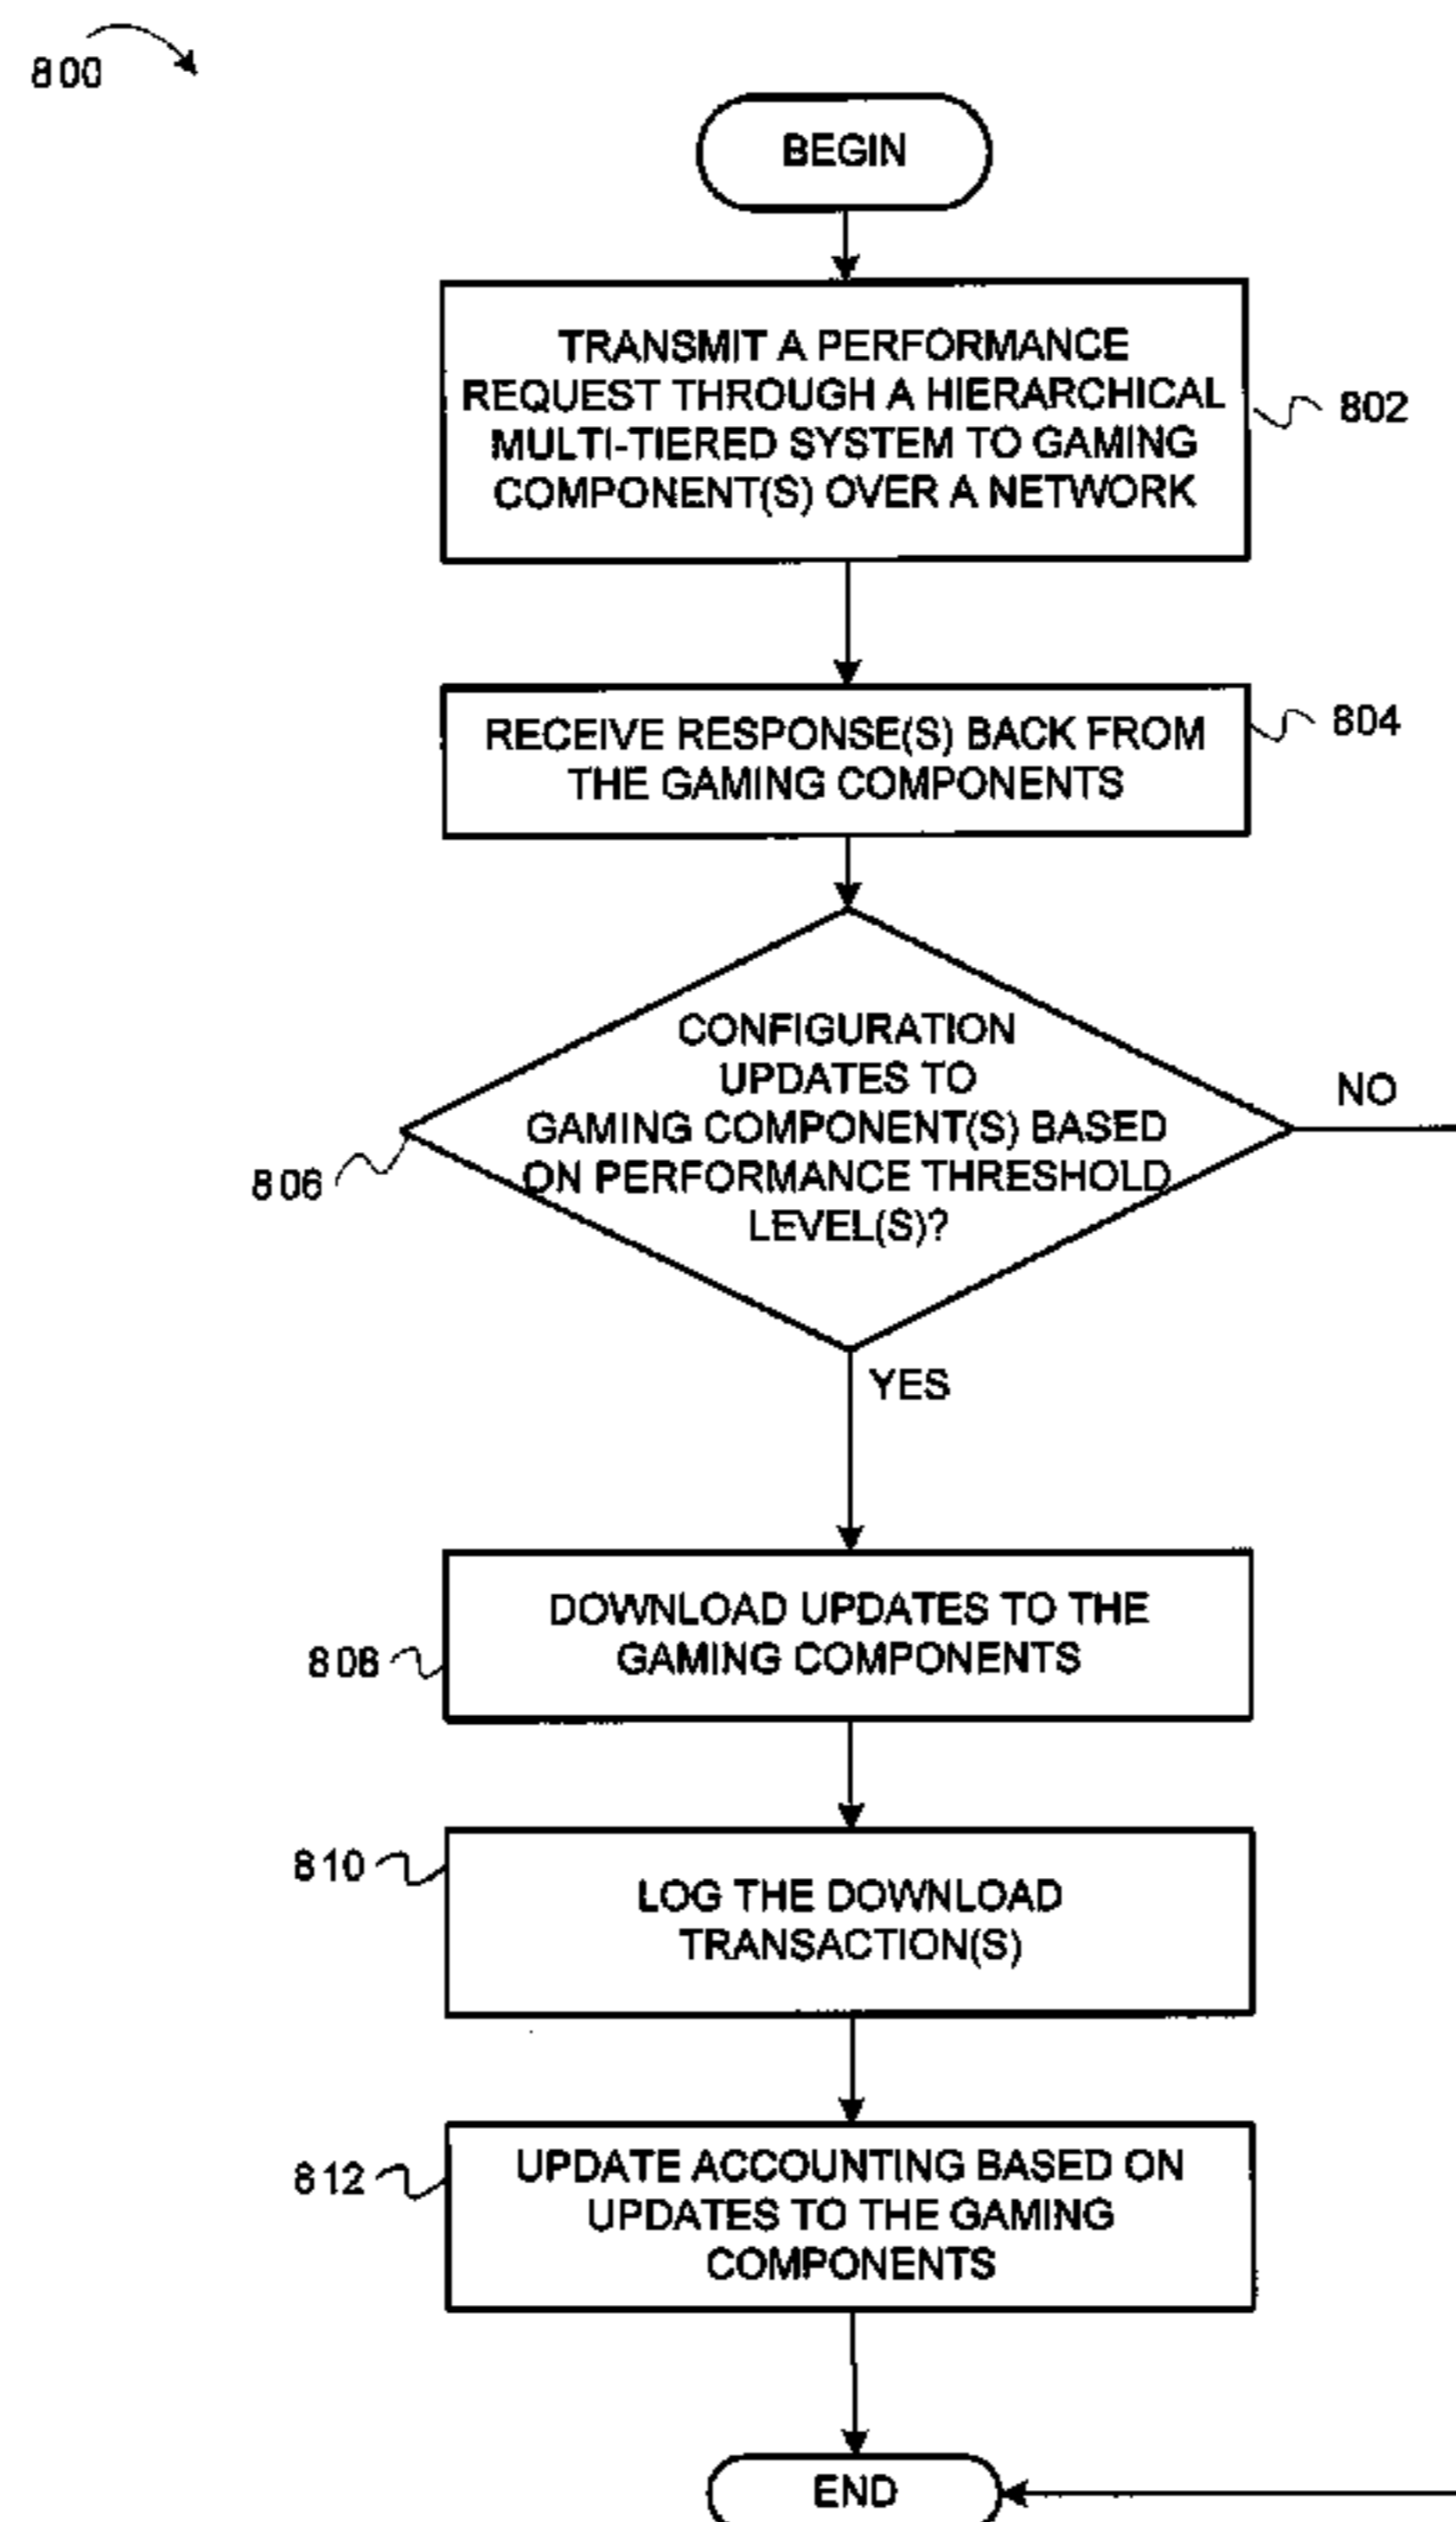 800
BEGIN
TRANSMIT A PERFORMANCE
REQUEST THROUGH A HIERARCHICAL
MULTI-TIERED SYSTEM TO GAMING
COMPONENT(S) OVER A NETWORK
802
RECEIVE RESPONSE(S) BACK FROM
THE GAMING COMPONENTS
804
CONFIGURATION
UPDATES TO
GAMING COMPONENT(S) BASED
ON PERFORMANCE THRESHOLD
LEVEL(S)?
806
NO
YES
DOWNLOAD UPDATES TO THE
GAMING COMPONENTS
808
810
LOG THE DOWNLOAD
TRANSACTION(S)
812
UPDATE ACCOUNTING BASED ON
UPDATES TO THE GAMING
COMPONENTS
END